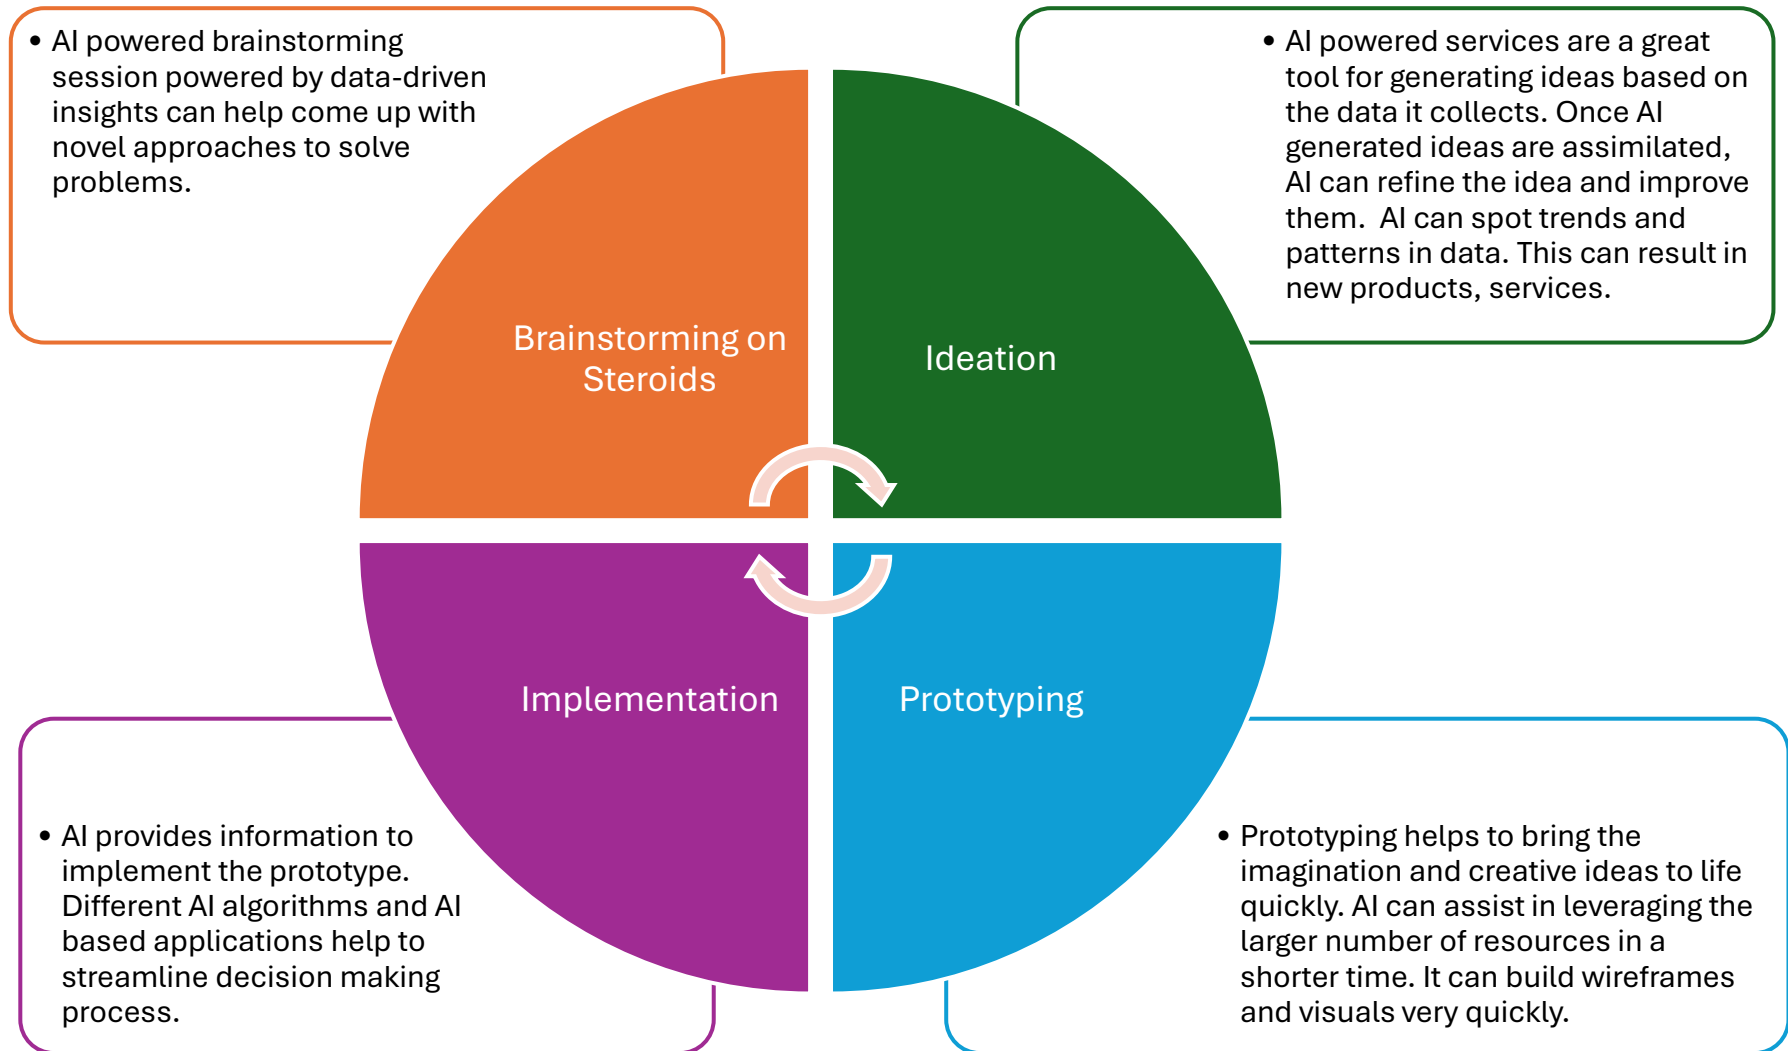 • AI powered brainstorming
session powered by data-driven
insights can help come up with
novel approaches to solve
problems.
• AI powered services are a great
tool for generating ideas based on
the data it collects. Once AI
generated ideas are assimilated,
AI can refine the idea and improve
them.  AI can spot trends and
patterns in data. This can result in
new products, services.
Brainstorming on
Steroids
Ideation
Implementation
Prototyping
• AI provides information to
implement the prototype.
Different AI algorithms and AI
based applications help to
streamline decision making
process.
• Prototyping helps to bring the
imagination and creative ideas to life
quickly. AI can assist in leveraging the
larger number of resources in a
shorter time. It can build wireframes
and visuals very quickly.